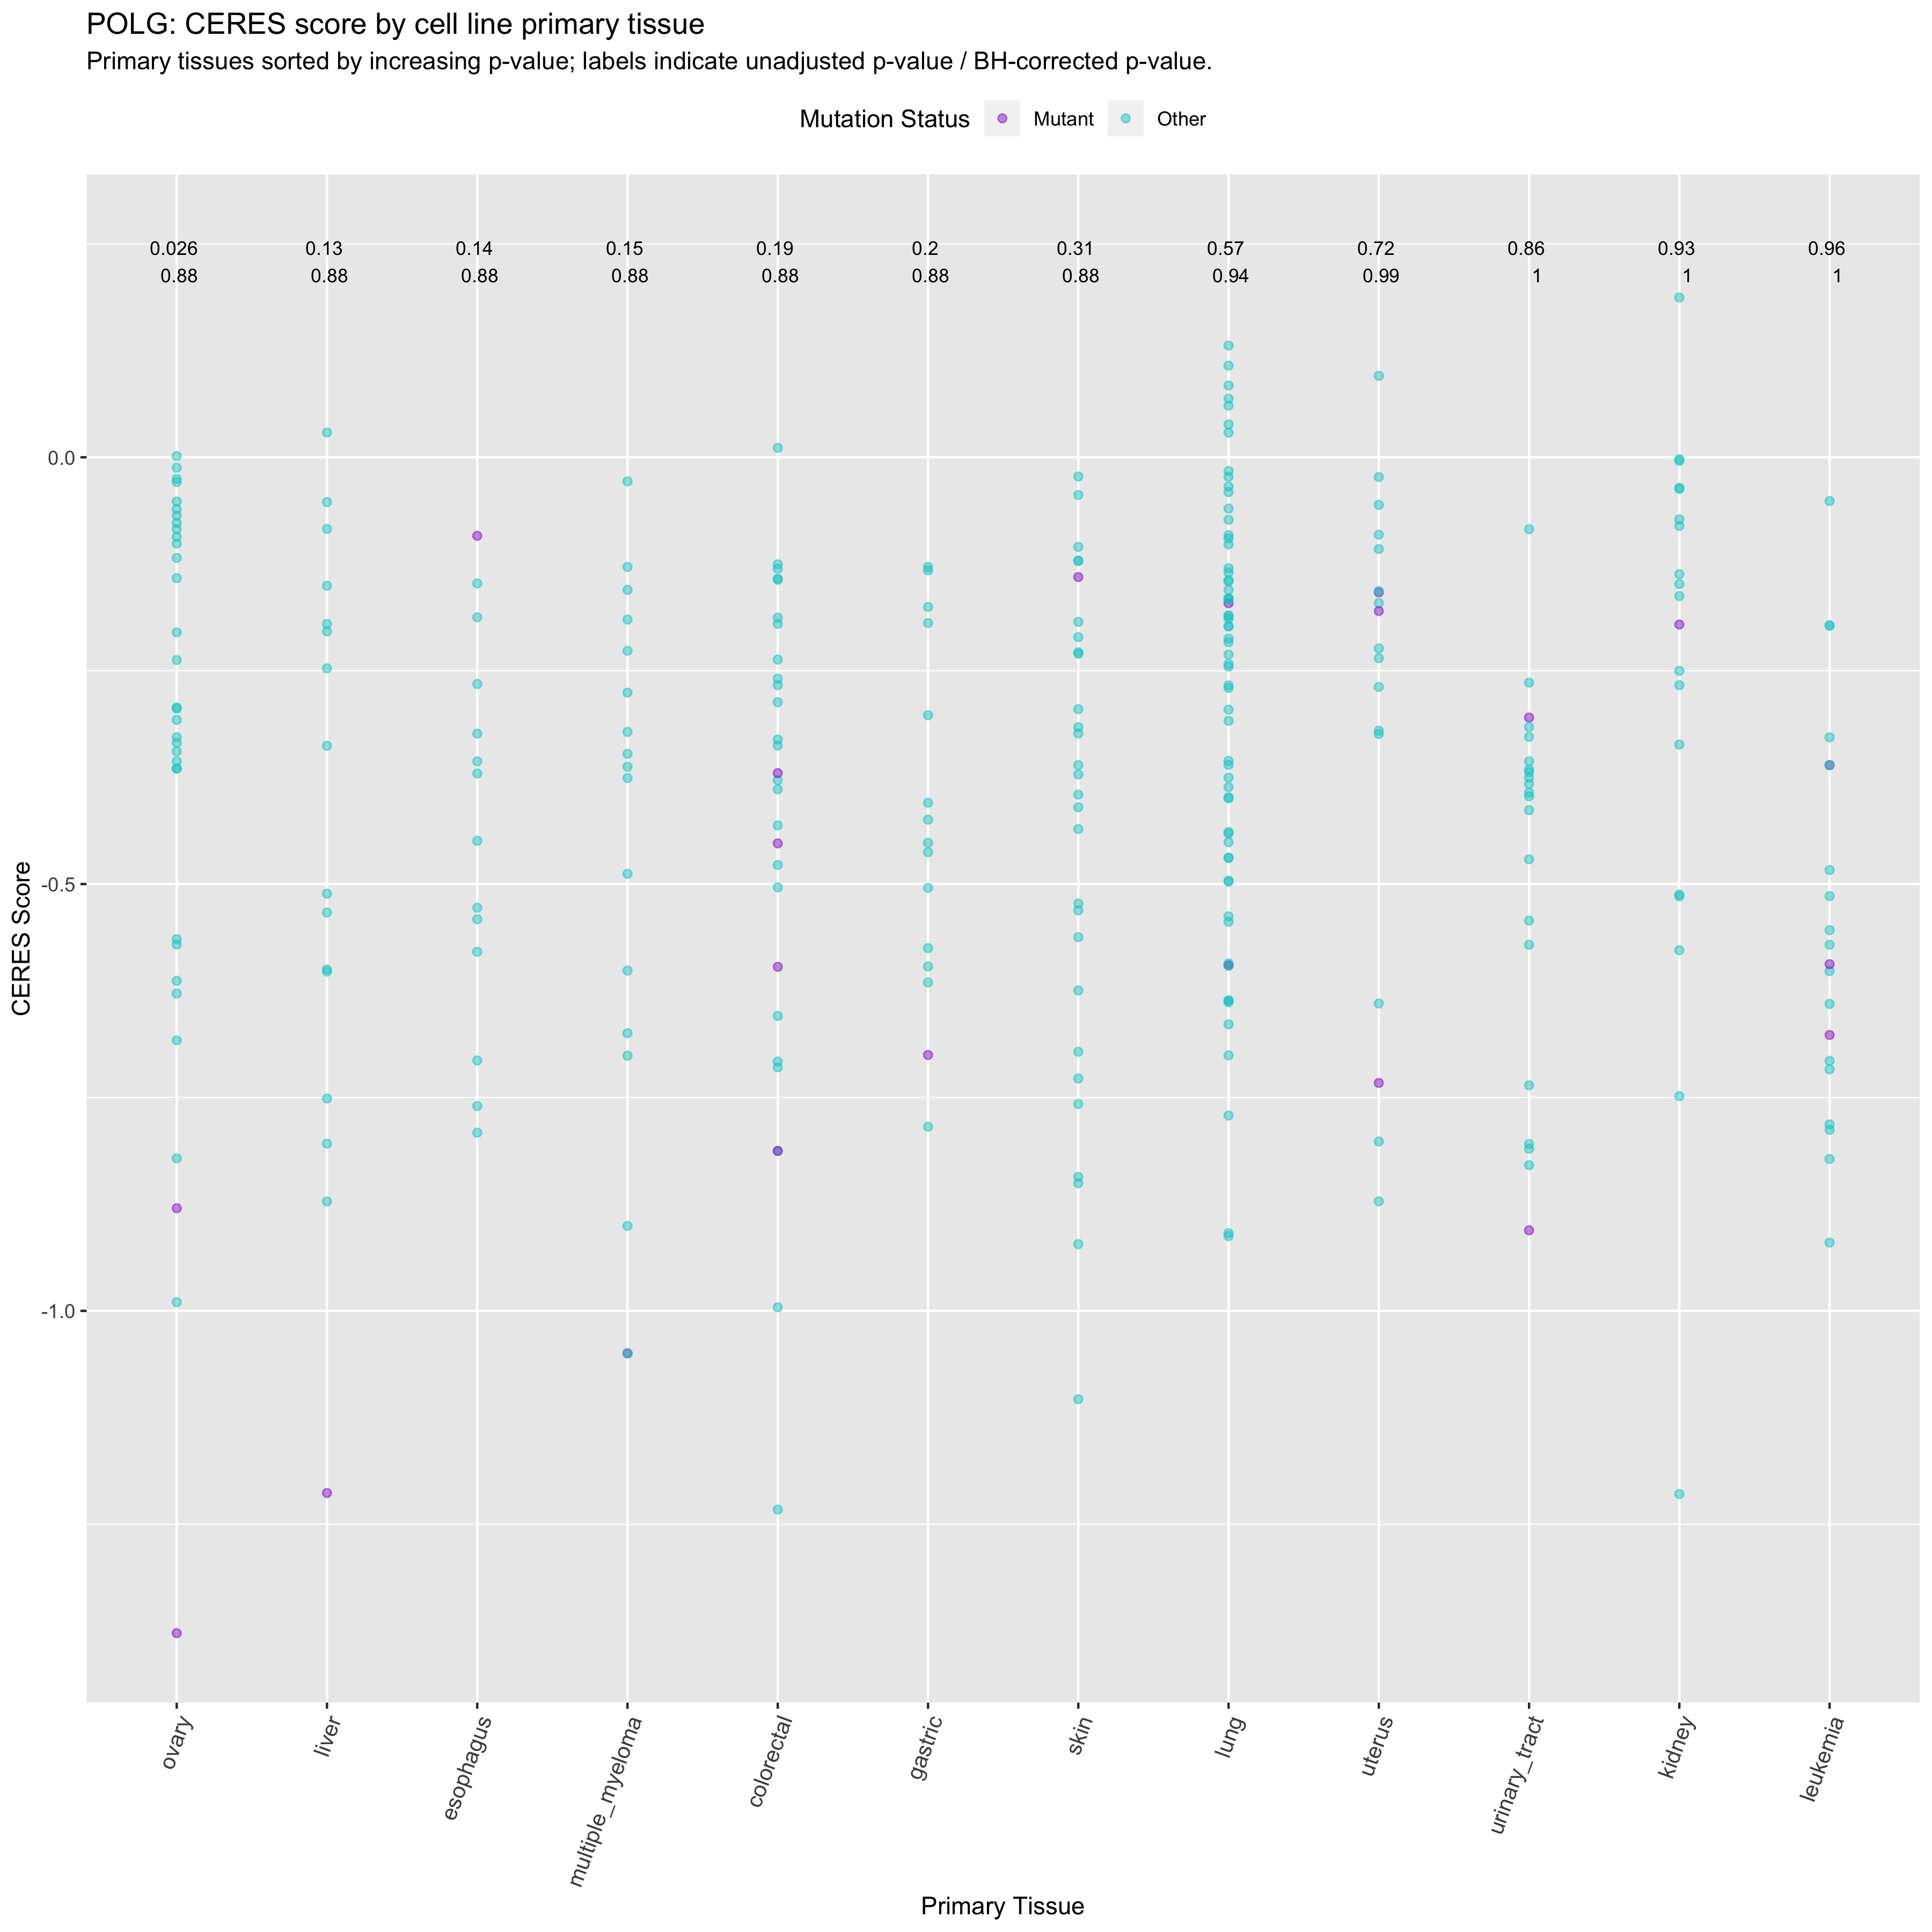 POLG: CERES score by cell line primary tissue
Primary tissues sorted by increasing p-value; labels indicate unadjusted p-value / BH-corrected p-value.
Mutation Status Mutant Other
0.026 0.13 0.14 0.15 0.19 0.2 0.31 0.57 0.72 0.86 0.93 0.96
0.88 0.88 0.88 0.88 0.88 0.88 0.88 0.94 0.99 1 1 1
0.0
-0.5
-1.0
CERES Score
ovary liver esophagus multiple_myeloma colorectal gastric skin lung uterus urinary_tract kidney leukemia
Primary Tissue